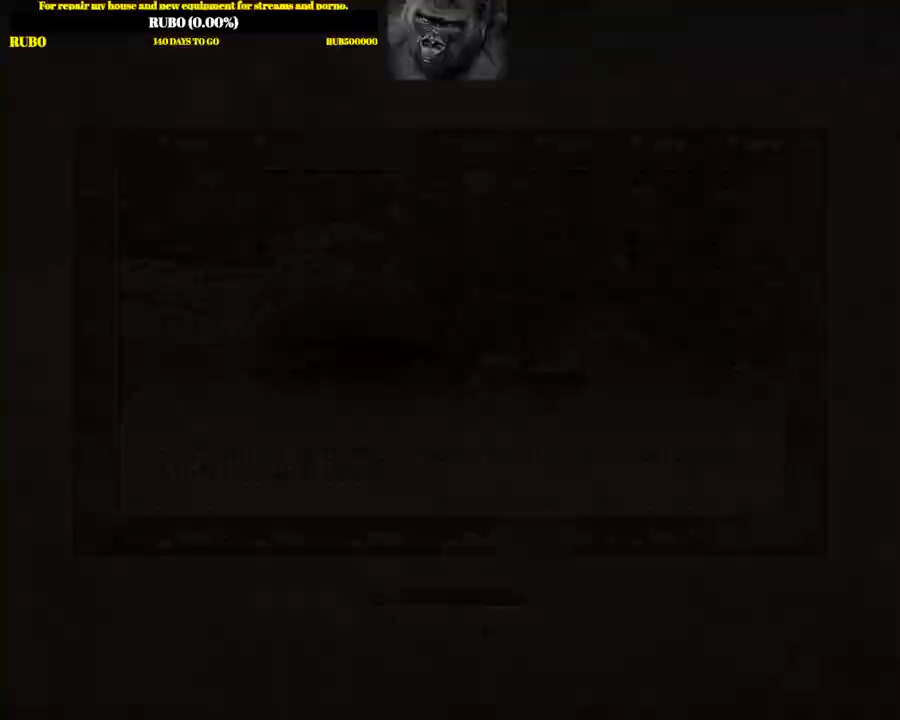 For repair my house and new equipment for streams and porno.
RUB0 (0.00%)
RUB0 140 DAYS TO GO RUB500000